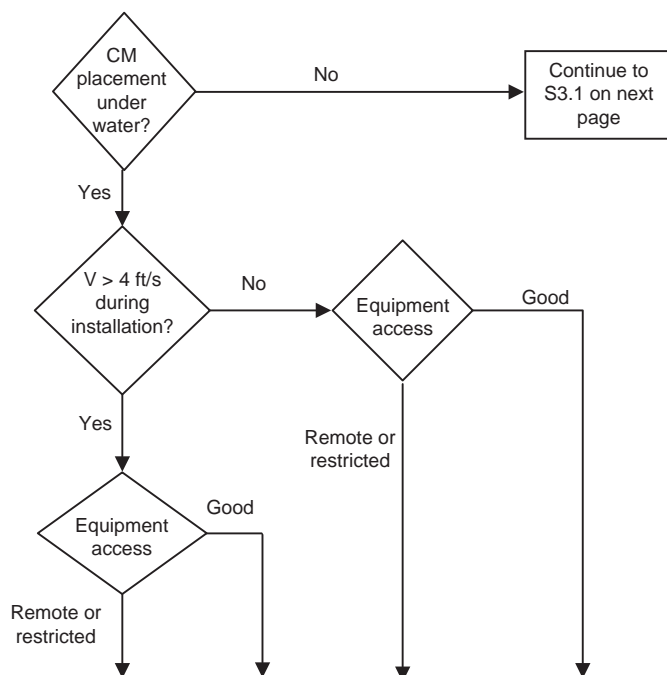 CM
placement
under
water?
No
Continue to
S3.1 on next
page
Yes
V > 4 ft/s
during
installation?
No
Equipment
access
Good
Yes
Remote or
restricted
Equipment
access
Good
Remote or
restricted